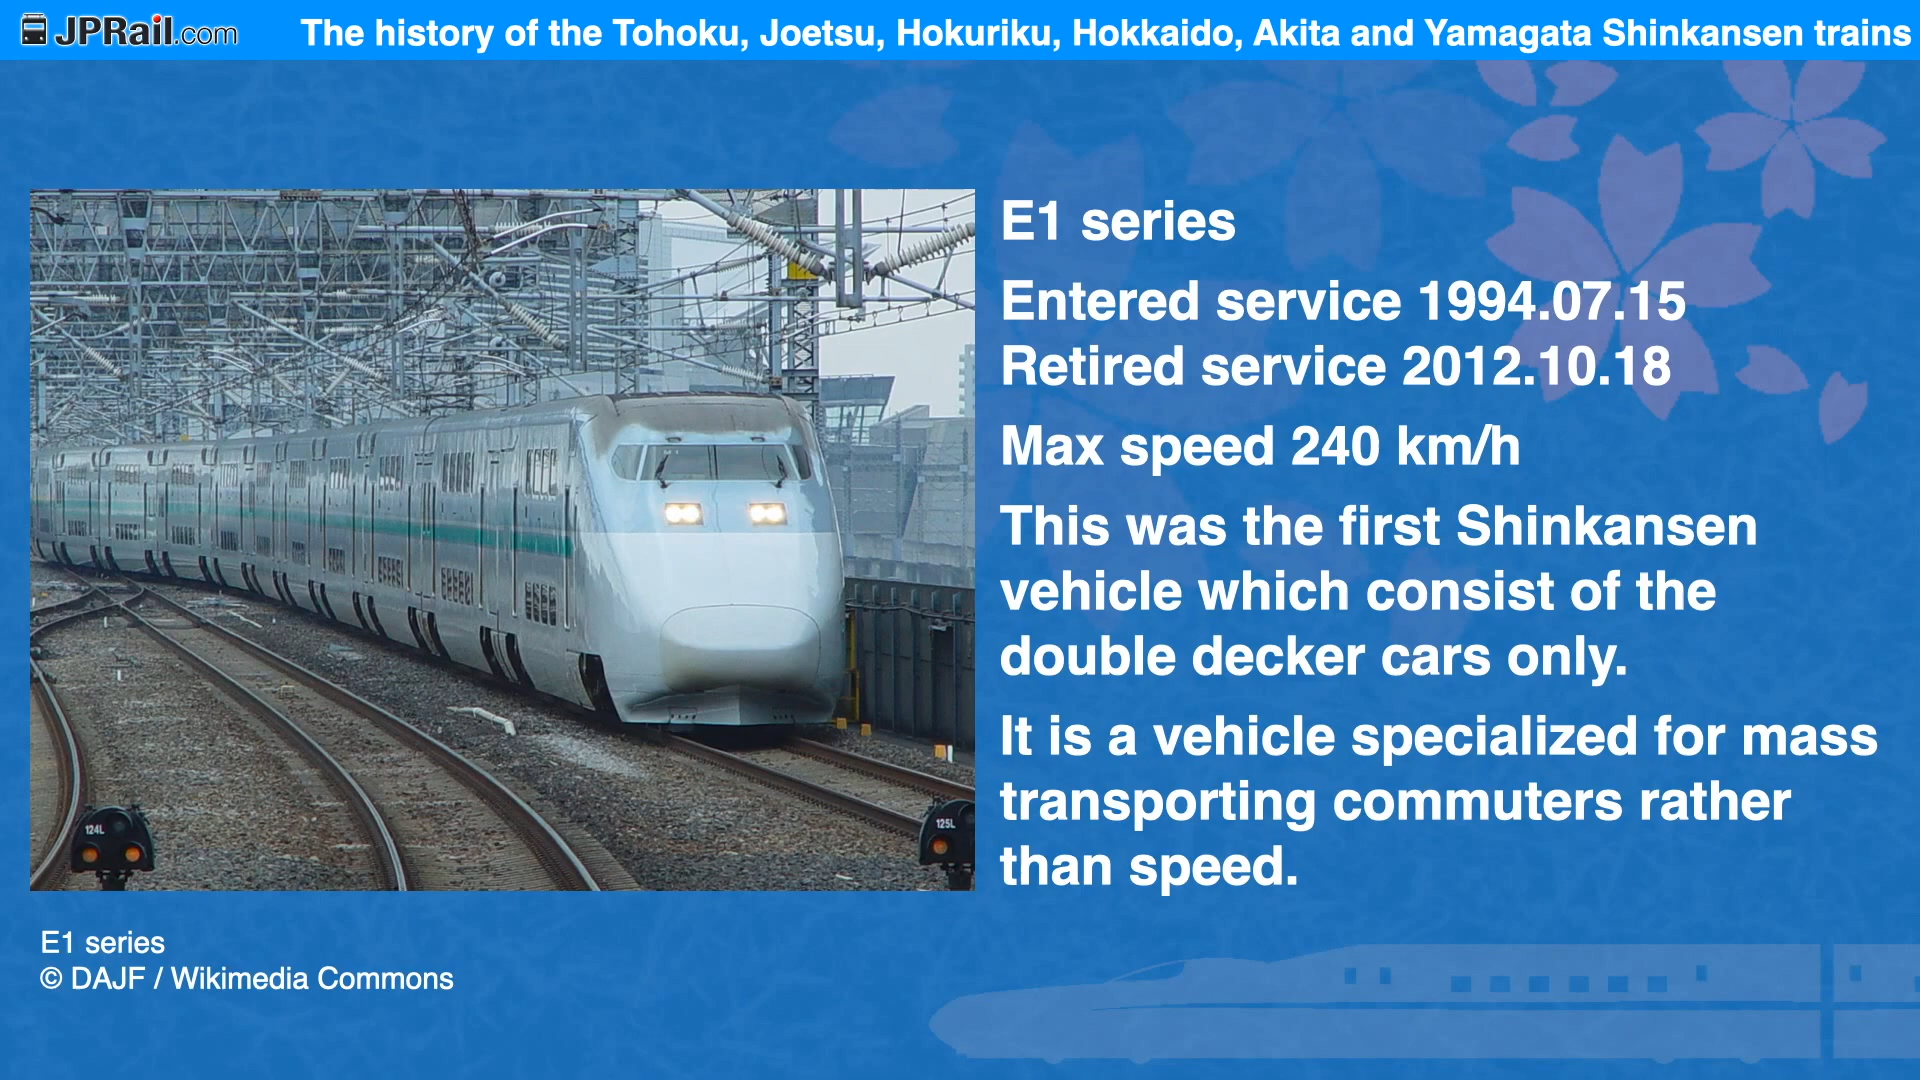 JPRail.com
The history of the Tohoku, Joetsu, Hokuriku, Hokkaido, Akita and Yamagata Shinkansen trains
E1 series
Entered service 1994.07.15
Retired service 2012.10.18
Max speed 240 km/h
This was the first Shinkansen
vehicle which consist of the
double decker cars only.
It is a vehicle specialized for mass
transporting commuters rather
than speed.
124L
125L
E1 series
© DAJF / Wikimedia Commons